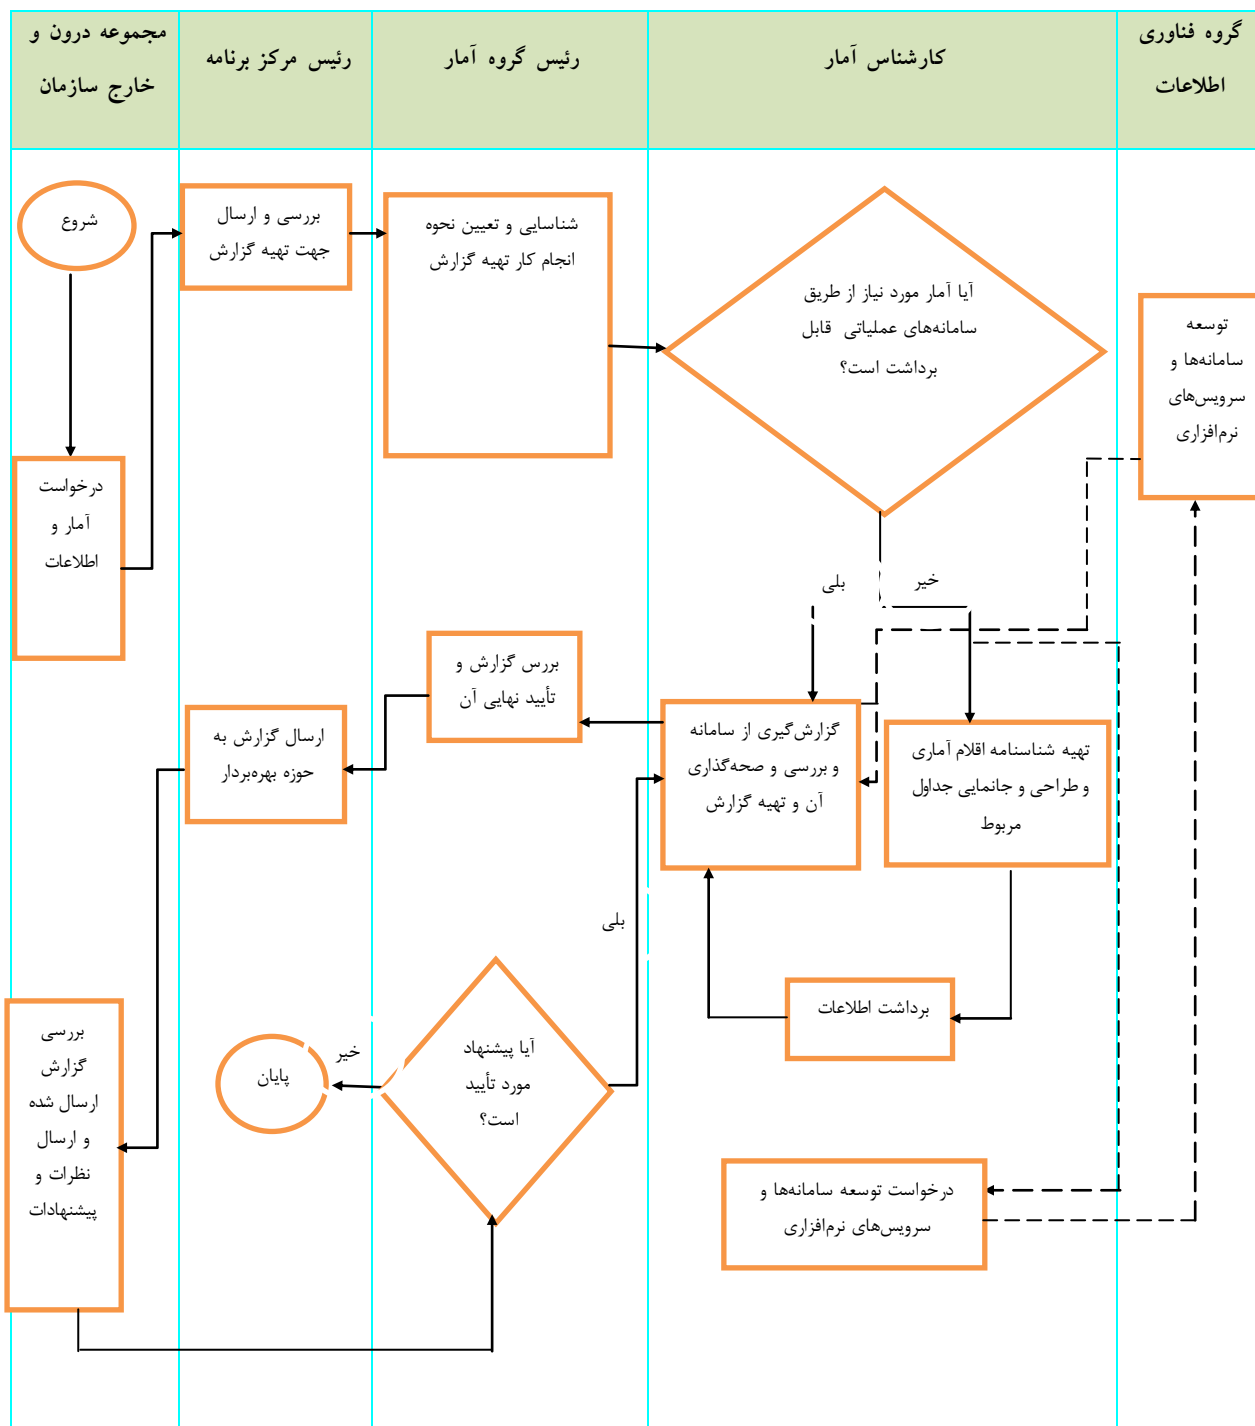 گروه فناوری
اطلاعات
کارشناس آمار
رئیس گروه آمار
رئیس مرکز برنامه
مجموعه درون و
خارج سازمان
شروع
درخواست
آمار و
اطلاعات
بررسی و ارسال
جهت تهیه گزارش
شناسایی و تعیین نحوه
انجام کار تهیه گزارش
آیا آمار مورد نیاز از طریق
سامانه‌های عملیاتی قابل
برداشت است؟
توسعه
سامانه‌ها و
سرویس‌های
نرم‌افزاری
خیر
بلی
بررس گزارش و
تأیید نهایی آن
ارسال گزارش به
حوزه بهره‌بردار
گزارش‌گیری از سامانه
و بررسی و صحه‌گذاری
آن و تهیه گزارش
تهیه شناسنامه اقلام آماری
و طراحی و جانمایی جداول
مربوط
بلی
برداشت اطلاعات
آیا پیشنهاد
مورد تأیید
است؟
خیر
پایان
بررسی
گزارش
ارسال شده
و ارسال
نظرات و
پیشنهادات
درخواست توسعه سامانه‌ها و
سرویس‌های نرم‌افزاری